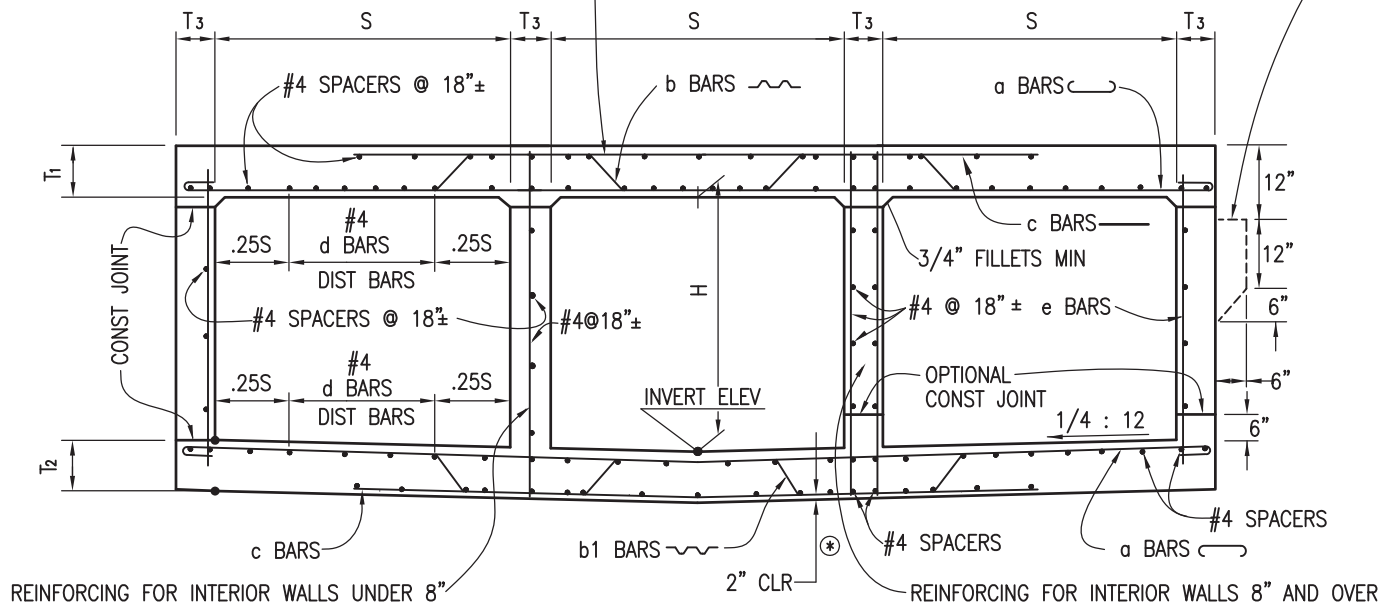 T3 S T3 S T3 S T3
#4 SPACERS @ 18"±
b BARS
a BARS
T1
12"
#4
.25S d BARS .25S
DIST BARS
c BARS
3/4" FILLETS MIN
12"
CONST JOINT
H
#4 SPACERS @ 18"±
#4@18"±
#4 @ 18" ± e BARS
6"
#4
.25S d BARS .25S
DIST BARS
INVERT ELEV
OPTIONAL
CONST JOINT
6"
1/4 : 12
6"
T2
c BARS
b1 BARS
*
#4 SPACERS
a BARS
#4 SPACERS
2" CLR
REINFORCING FOR INTERIOR WALLS UNDER 8"
REINFORCING FOR INTERIOR WALLS 8" AND OVER